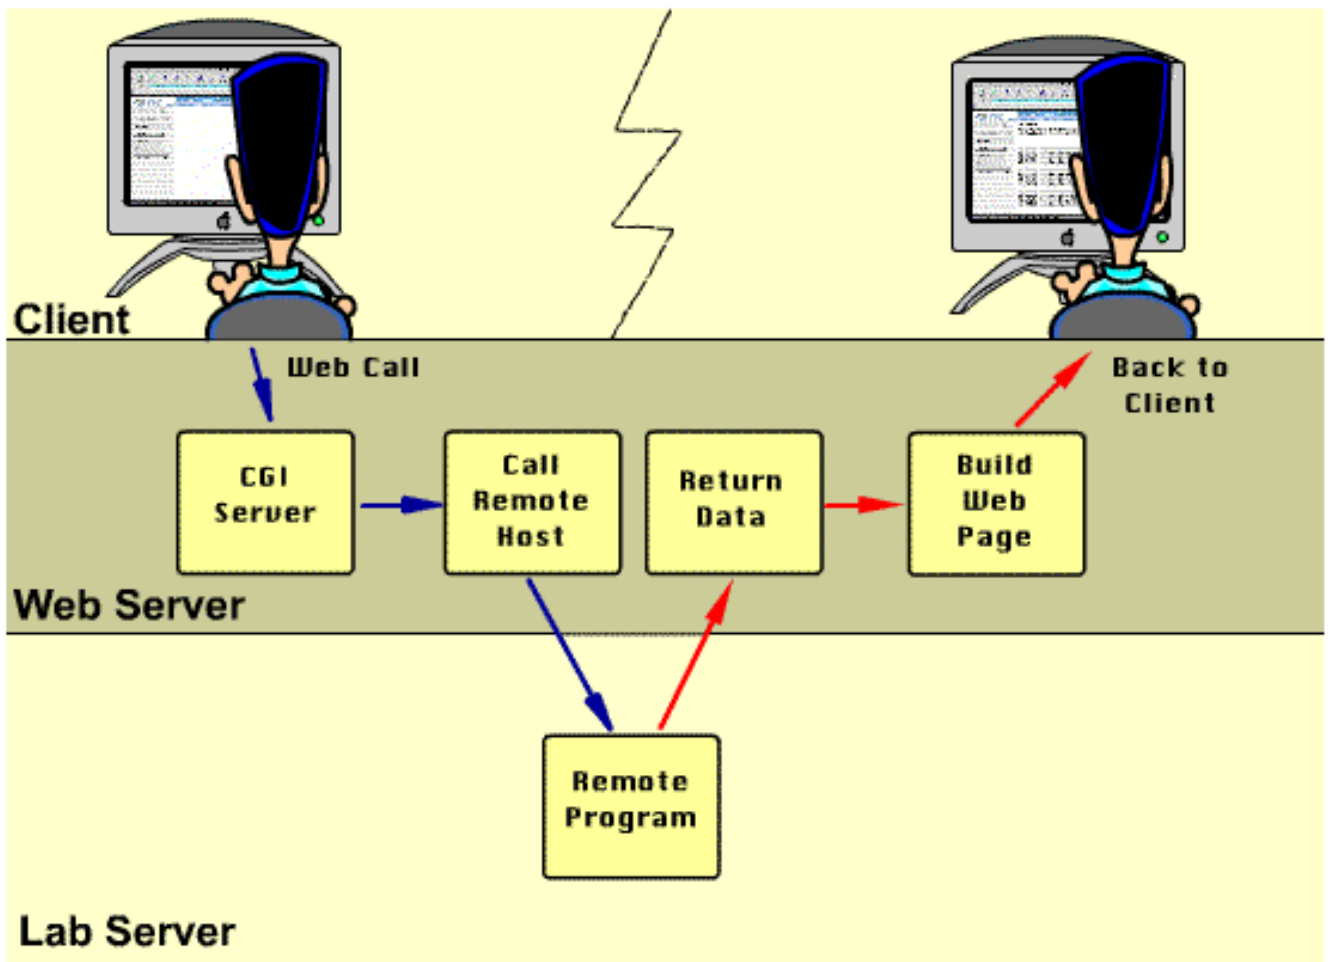 Client
Web Call
Back to
Client
CGI
Server
Call
Remote
Host
Return
Data
Build
Web
Page
Web Server
Remote
Program
Lab Server